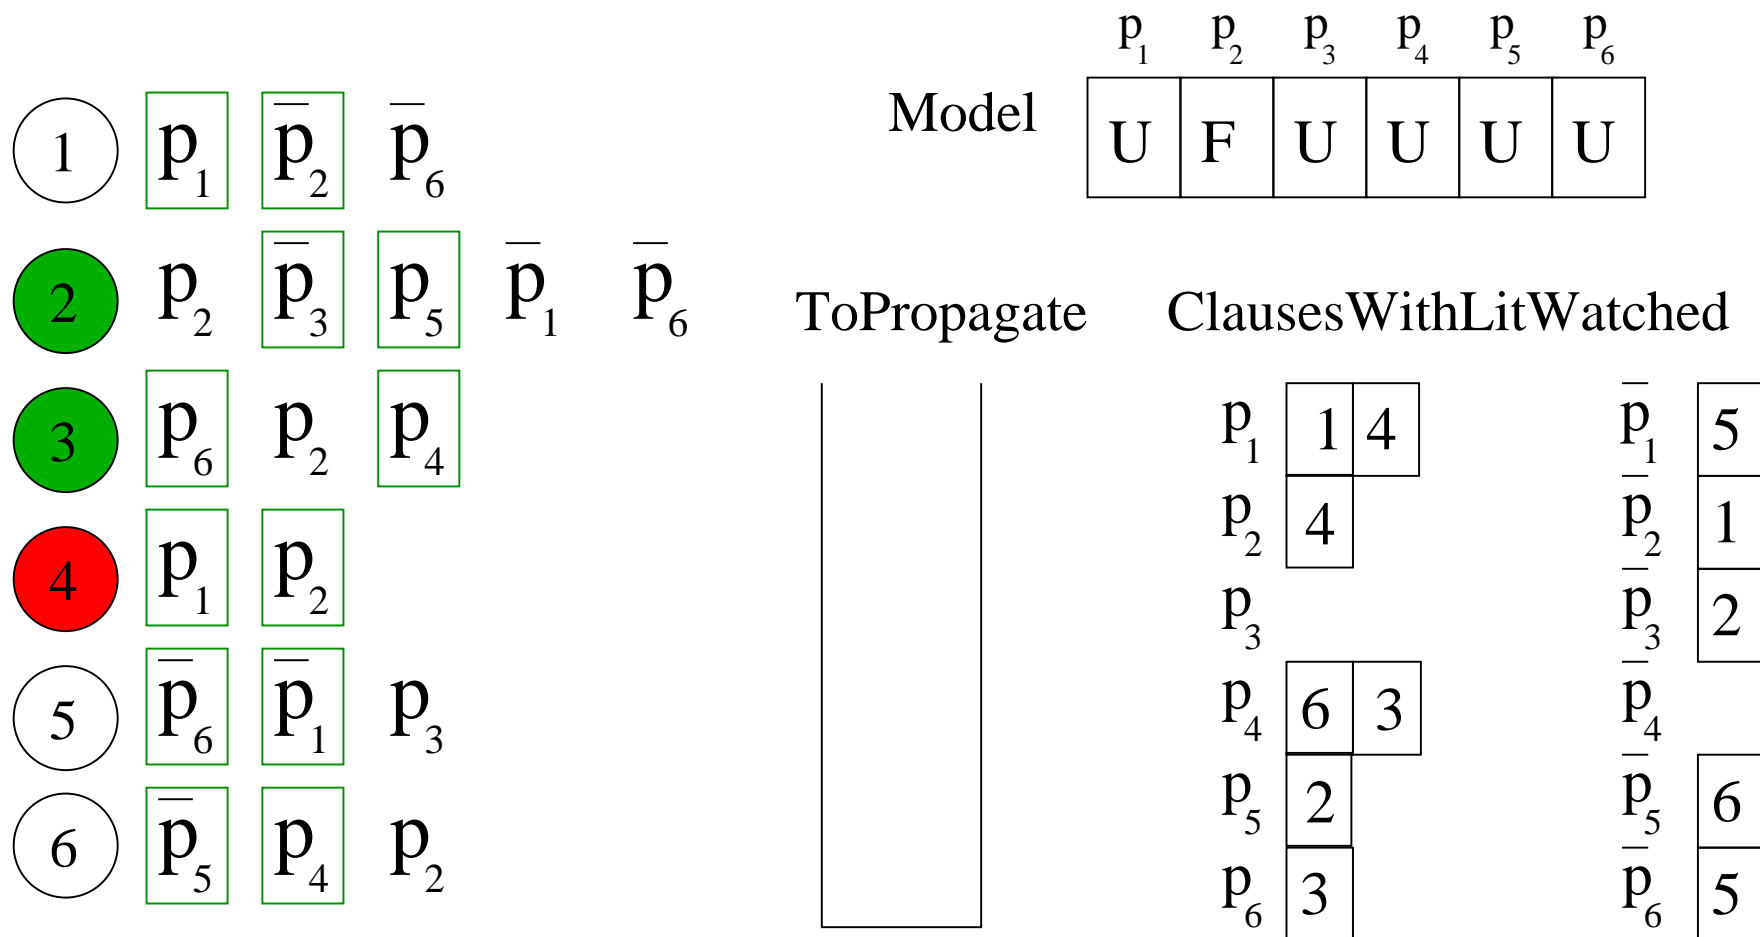 p1 p2 p3 p4 p5 p6
Model U F U U U U
1 p1 p̅2 p̅6
2 p2 p̅3 p5 p̅1 p̅6
ToPropagate ClausesWithLitWatched
3 p6 p2 p4
p1 1 4 p̅1 5
p2 4 p̅2 1
4 p1 p2
p3 p̅3 2
5 p̅6 p̅1 p3
p4 6 3 p̅4
p5 2 p̅5 6
6 p̅5 p4 p2
p6 3 p̅6 5